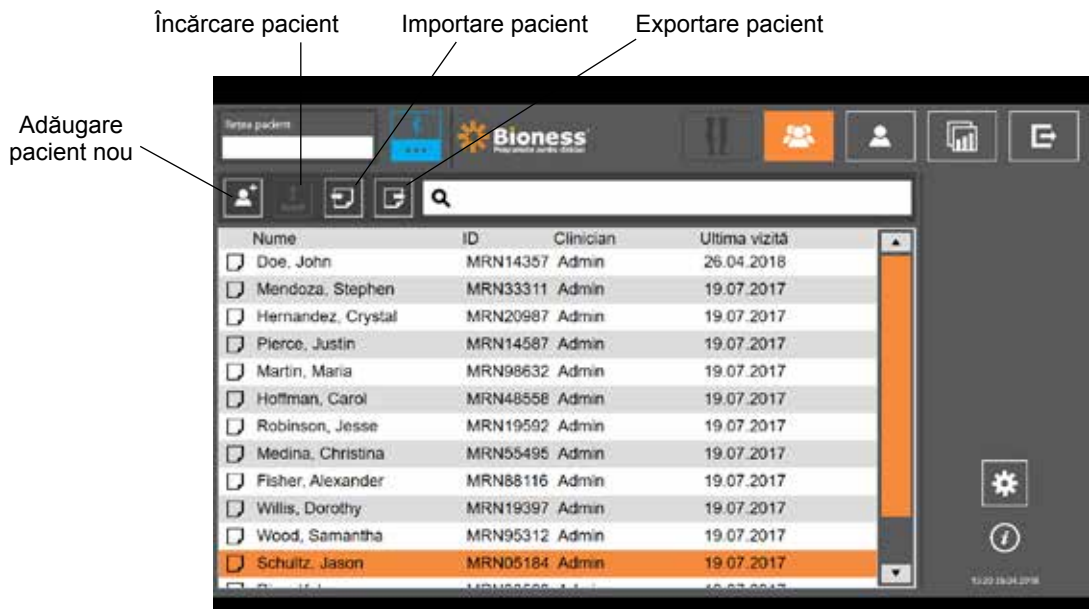 Încărcare pacient Importare pacient Exportare pacient
Adăugare
pacient nou
Rețea pacient
Bioness
Nume ID Clinician Ultima vizită
Doe, John MRN14357 Admin 26.04.2018
Mendoza, Stephen MRN33311 Admin 19.07.2017
Hernandez, Crystal MRN20987 Admin 19.07.2017
Pierce, Justin MRN14587 Admin 19.07.2017
Martin, Maria MRN98632 Admin 19.07.2017
Hoffman, Carol MRN48558 Admin 19.07.2017
Robinson, Jesse MRN19592 Admin 19.07.2017
Medina, Christina MRN55495 Admin 19.07.2017
Fisher, Alexander MRN88116 Admin 19.07.2017
Willis, Dorothy MRN19397 Admin 19.07.2017
Wood, Samantha MRN95312 Admin 19.07.2017
Schultz, Jason MRN05184 Admin 19.07.2017